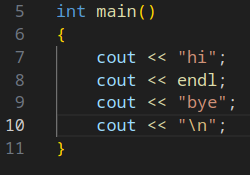 5 int main()
6 {
7     cout << "hi";
8     cout << endl;
9     cout << "bye";
10     cout << "\n";
11 }